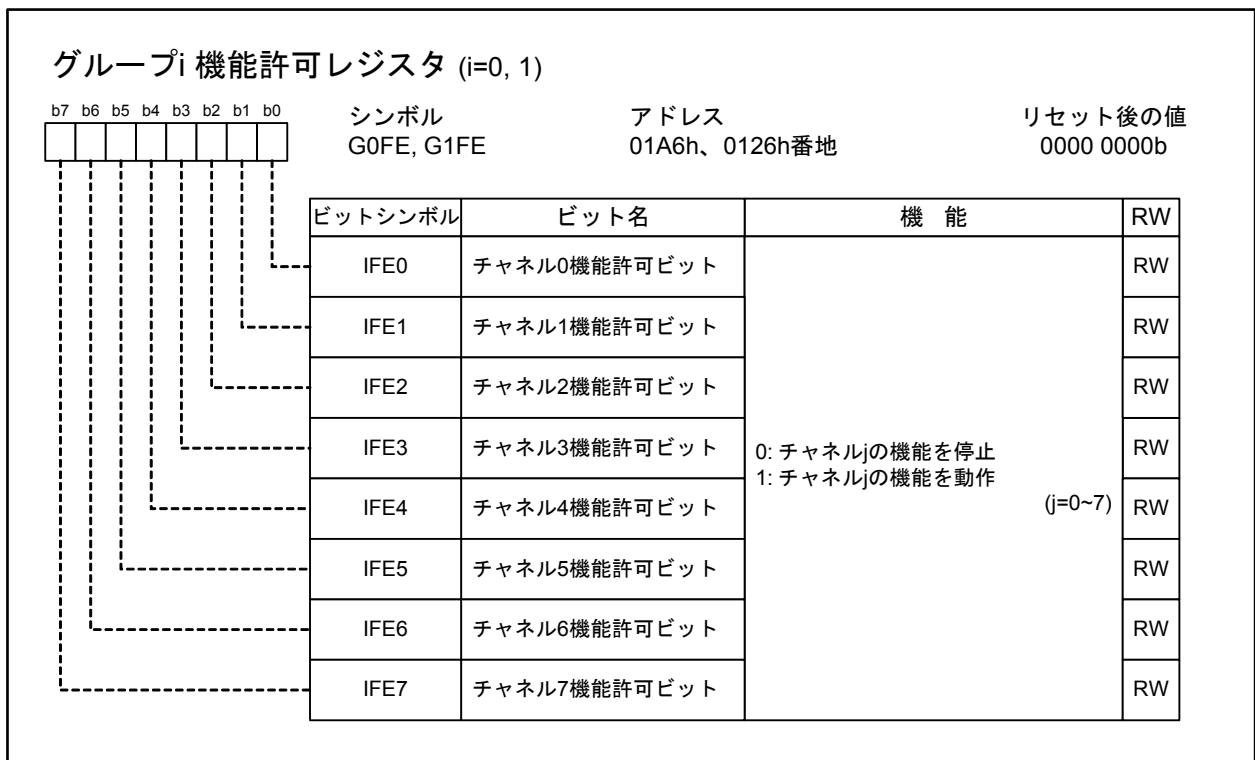 グループi 機能許可レジスタ (i=0, 1)
b7 b6 b5 b4 b3 b2 b1 b0
シンボル アドレス リセット後の値
G0FE, G1FE 01A6h、0126h番地 0000 0000b
ビットシンボル ビット名 機 能 RW
IFE0 チャネル0機能許可ビット RW
IFE1 チャネル1機能許可ビット RW
IFE2 チャネル2機能許可ビット RW
IFE3 チャネル3機能許可ビット RW
0: チャネルjの機能を停止
1: チャネルjの機能を動作
(j=0~7)
IFE4 チャネル4機能許可ビット RW
IFE5 チャネル5機能許可ビット RW
IFE6 チャネル6機能許可ビット RW
IFE7 チャネル7機能許可ビット RW